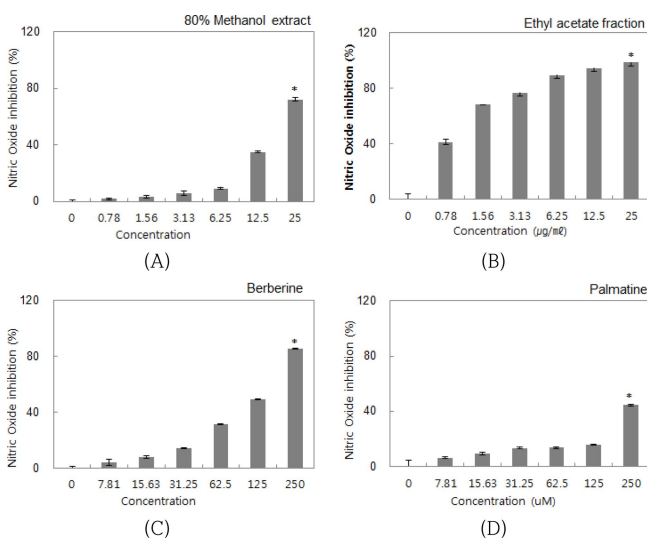 80% Methanol extract
Nitric Oxide inhibition (%)
120
80
40
0
*
0 0.78 1.56 3.13 6.25 12.5 25
Concentration
(A)
Ethyl acetate fraction
Nitric Oxide inhibition (%)
120
80
40
0
*
0 0.78 1.56 3.13 6.25 12.5 25
Concentration (㎍/㎖)
(B)
Berberine
Nitric Oxide inhibition (%)
120
80
40
0
*
0 7.81 15.63 31.25 62.5 125 250
Concentration
(C)
Palmatine
Nitric Oxide inhibition (%)
120
80
40
0
*
0 7.81 15.63 31.25 62.5 125 250
Concentration (uM)
(D)